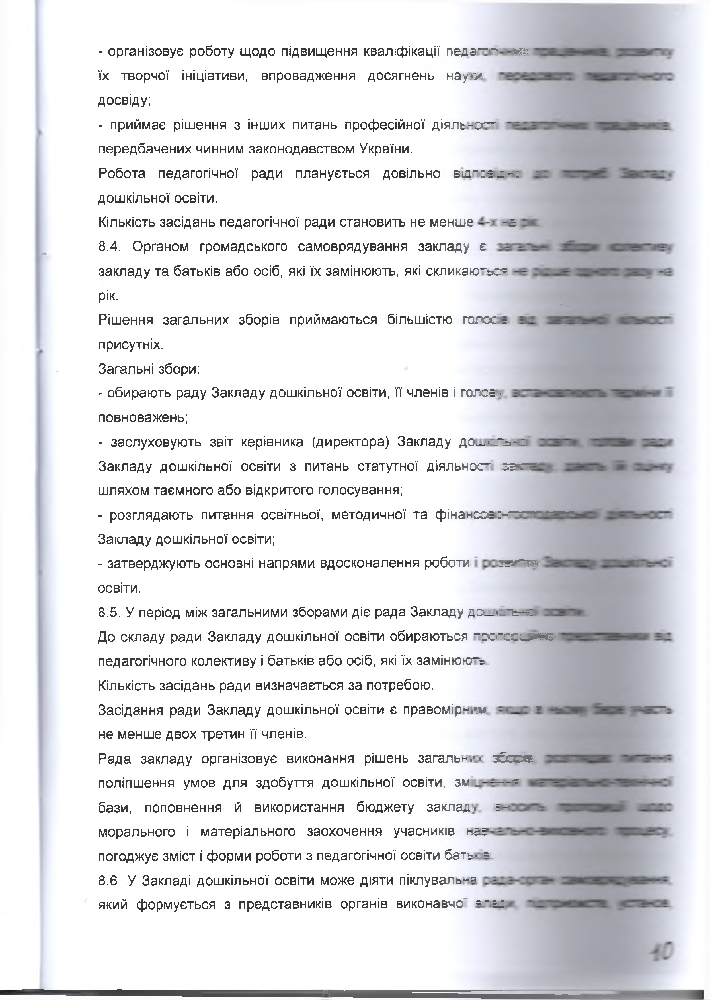 - організовує роботу щодо підвищення кваліфікації педагогічних працівників, розвитку
їх творчої ініціативи, впровадження досягнень науки, передового педагогічного
досвіду;
- приймає рішення з інших питань професійної діяльності педагогічних працівників,
передбачених чинним законодавством України.
Робота педагогічної ради планується довільно відповідно до потреб Закладу
дошкільної освіти.
Кількість засідань педагогічної ради становить не менше 4-х на рік.
8.4. Органом громадського самоврядування закладу є загальні збори колективу
закладу та батьків або осіб, які їх замінюють, які скликаються не рідше одного разу на
рік.
Рішення загальних зборів приймаються більшістю голосів від загальної кількості
присутніх.
Загальні збори:
- обирають раду Закладу дошкільної освіти, її членів і голову, встановлюють терміни її
повноважень;
- заслуховують звіт керівника (директора) Закладу дошкільної освіти, голови ради
Закладу дошкільної освіти з питань статутної діяльності закладу, дають їй оцінку
шляхом таємного або відкритого голосування;
- розглядають питання освітньої, методичної та фінансово-господарської діяльності
Закладу дошкільної освіти;
- затверджують основні напрями вдосконалення роботи і розвитку Закладу дошкільної
освіти.
8.5. У період між загальними зборами діє рада Закладу дошкільної освіти.
До складу ради Закладу дошкільної освіти обираються пропорційно представники від
педагогічного колективу і батьків або осіб, які їх замінюють.
Кількість засідань ради визначається за потребою.
Засідання ради Закладу дошкільної освіти є правомірним, якщо в ньому бере участь
не менше двох третин її членів.
Рада закладу організовує виконання рішень загальних зборів, розглядає питання
поліпшення умов для здобуття дошкільної освіти, зміцнення матеріально-технічної
бази, поповнення й використання бюджету закладу, вносить пропозиції щодо
морального і матеріального заохочення учасників навчально-виховного процесу,
погоджує зміст і форми роботи з педагогічної освіти батьків.
8.6. У Закладі дошкільної освіти може діяти піклувальна рада-орган самоврядування,
який формується з представників органів виконавчої влади, підприємств, установ,
10